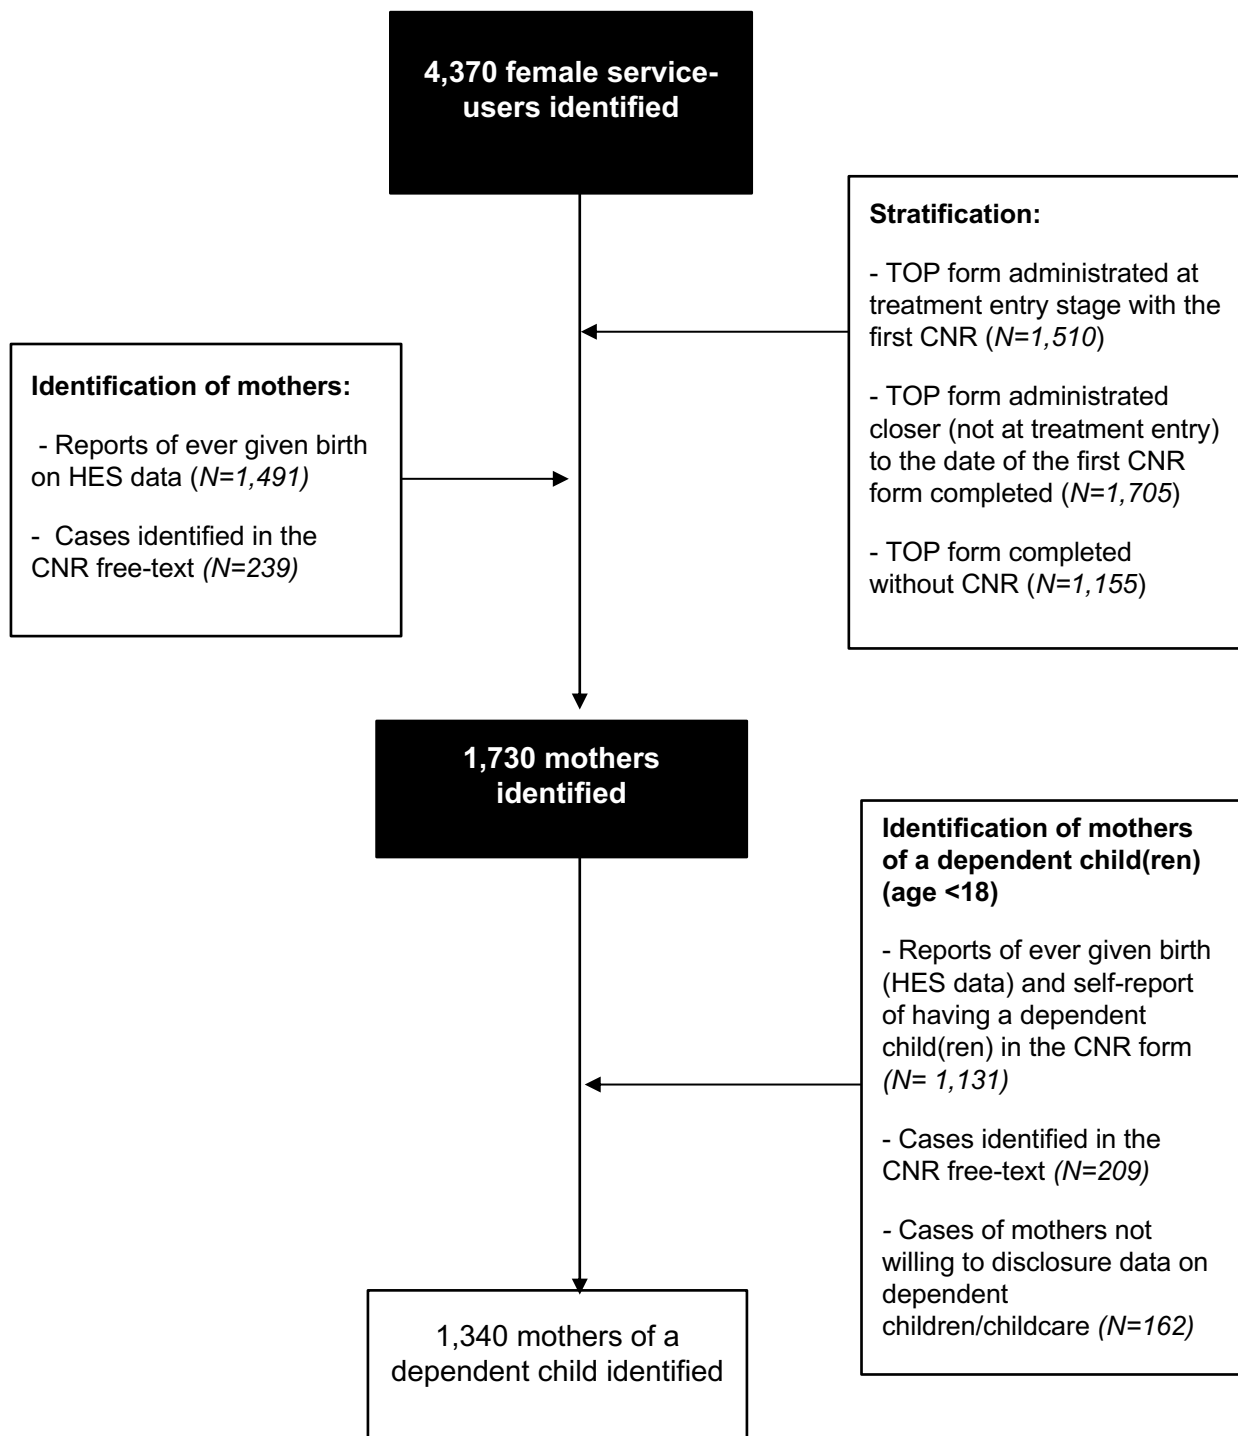 4,370 female service-
users identified
Stratification:
- TOP form administrated at
treatment entry stage with the
first CNR (N=1,510)
- TOP form administrated
closer (not at treatment entry)
to the date of the first CNR
form completed (N=1,705)
- TOP form completed
without CNR (N=1,155)
Identification of mothers:
- Reports of ever given birth
on HES data (N=1,491)
- Cases identified in the
CNR free-text (N=239)
1,730 mothers
identified
Identification of mothers
of a dependent child(ren)
(age <18)
- Reports of ever given birth
(HES data) and self-report
of having a dependent
child(ren) in the CNR form
(N= 1,131)
- Cases identified in the
CNR free-text (N=209)
- Cases of mothers not
willing to disclosure data on
dependent
children/childcare (N=162)
1,340 mothers of a
dependent child identified